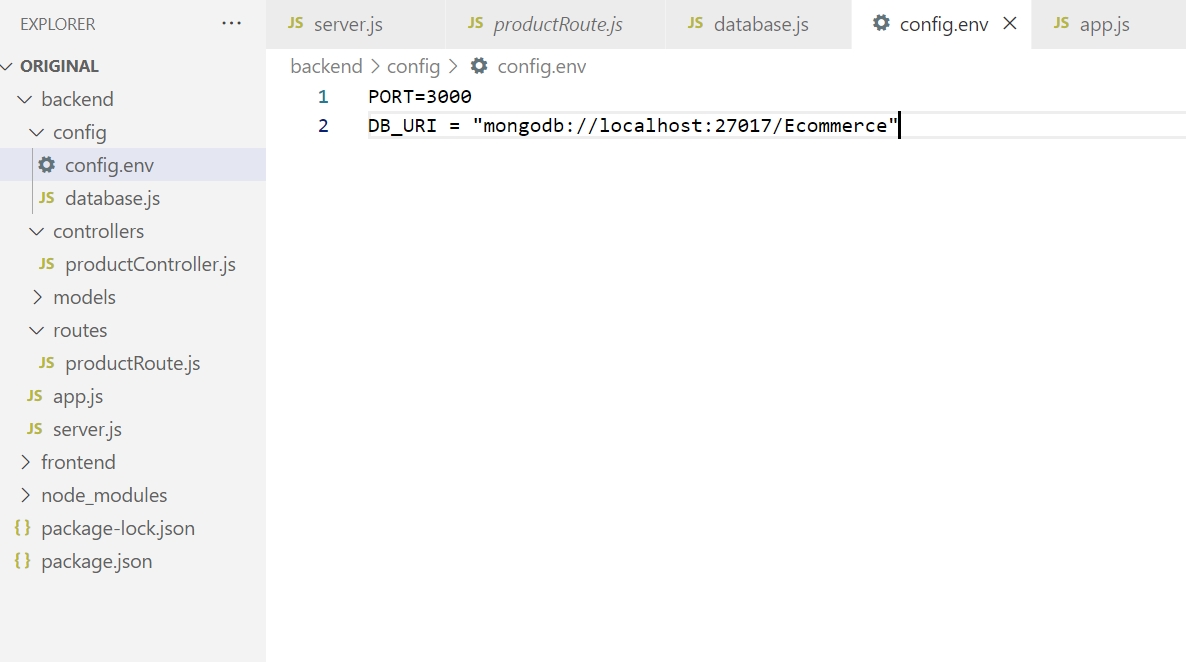 EXPLORER ...
ORIGINAL
backend
config
config.env
JS database.js
controllers
JS productController.js
models
routes
JS productRoute.js
JS app.js
JS server.js
frontend
node_modules
{} package-lock.json
{} package.json
JS server.js
JS productRoute.js
JS database.js
config.env
JS app.js
backend > config > config.env
1 PORT=3000
2 DB_URI = "mongodb://localhost:27017/Ecommerce"